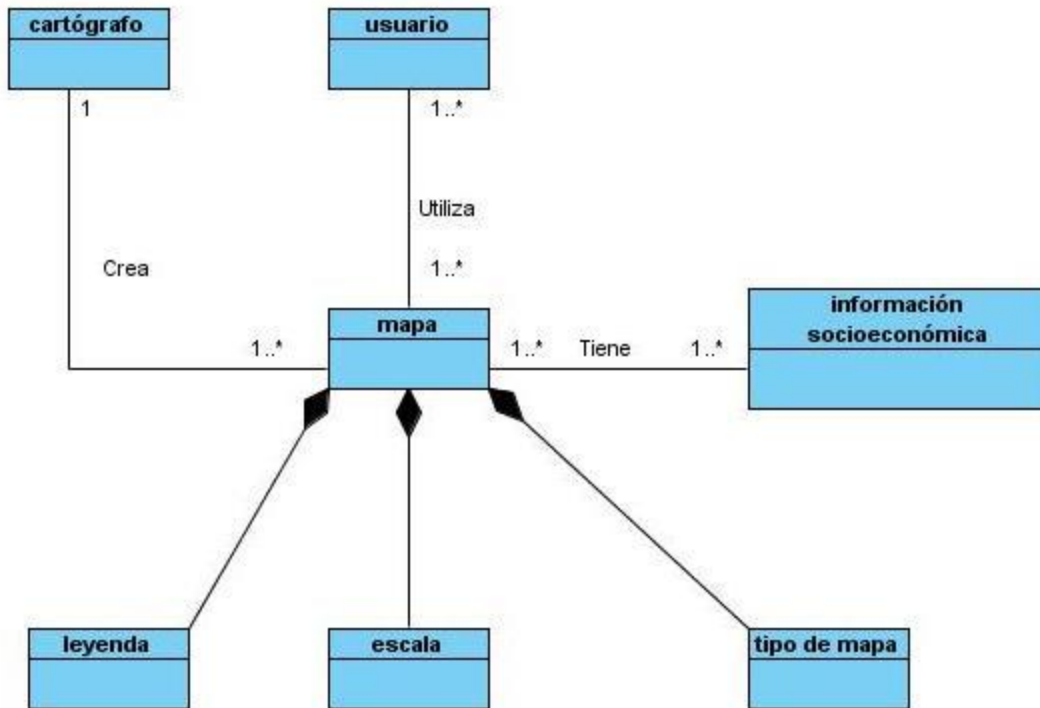 cartógrafo
usuario
1
1..*
Utiliza
Crea
1..*
mapa
información
socioeconómica
1..*
1..*
Tiene
1..*
leyenda
escala
tipo de mapa